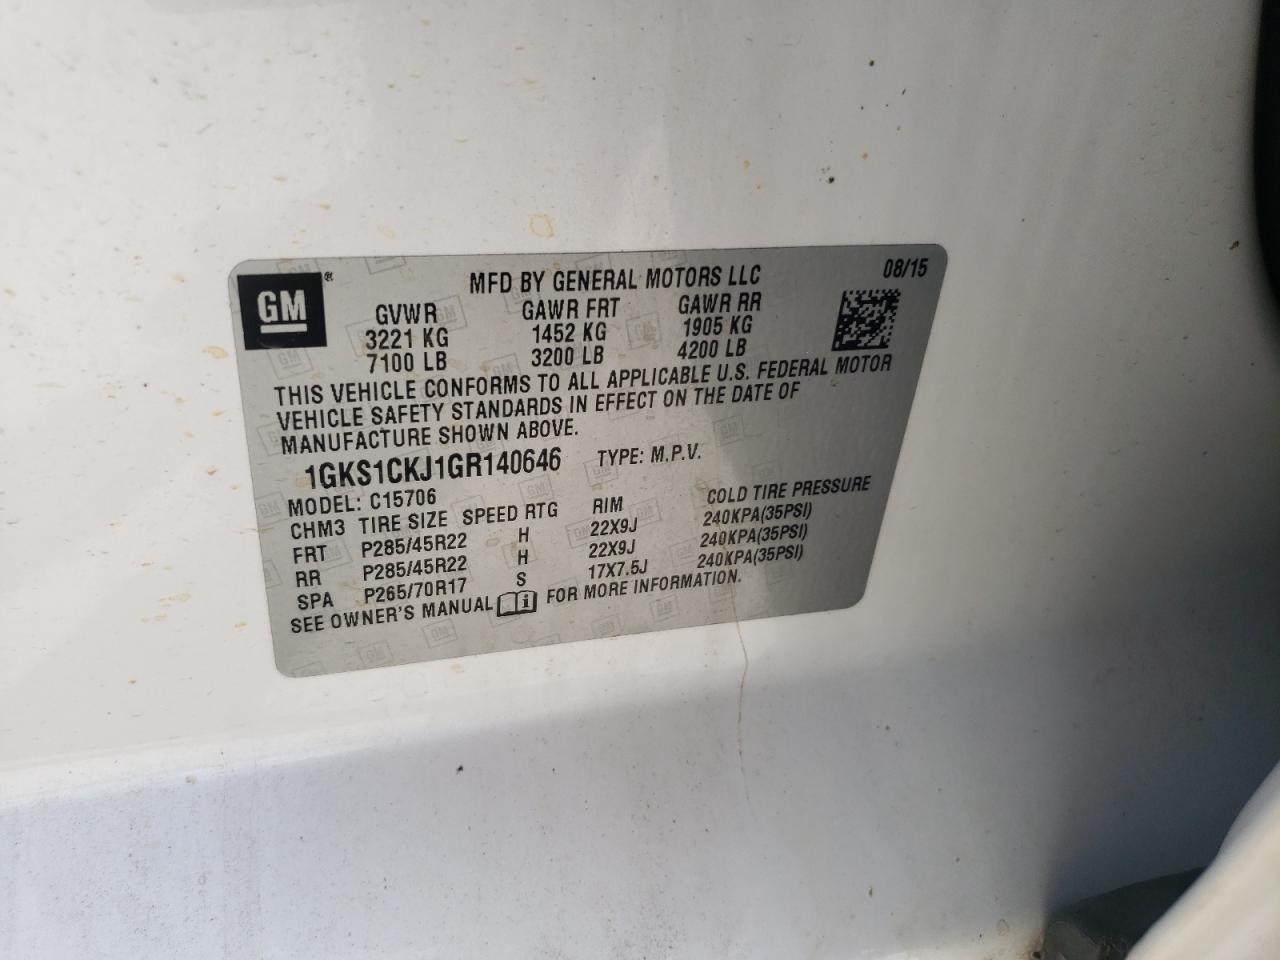 GM®
MFD BY GENERAL MOTORS LLC 08/15
GVWR GAWR FRT GAWR RR
3221 KG 1452 KG 1905 KG
7100 LB 3200 LB 4200 LB
THIS VEHICLE CONFORMS TO ALL APPLICABLE U.S. FEDERAL MOTOR
VEHICLE SAFETY STANDARDS IN EFFECT ON THE DATE OF
MANUFACTURE SHOWN ABOVE.
1GKS1CKJ1GR140646 TYPE: M.P.V.
MODEL: C15706
CHM3 TIRE SIZE SPEED RTG RIM COLD TIRE PRESSURE
FRT P285/45R22 H 22X9J 240KPA(35PSI)
RR P285/45R22 H 22X9J 240KPA(35PSI)
SPA P265/70R17 S 17X7.5J 240KPA(35PSI)
SEE OWNER'S MANUAL FOR MORE INFORMATION.